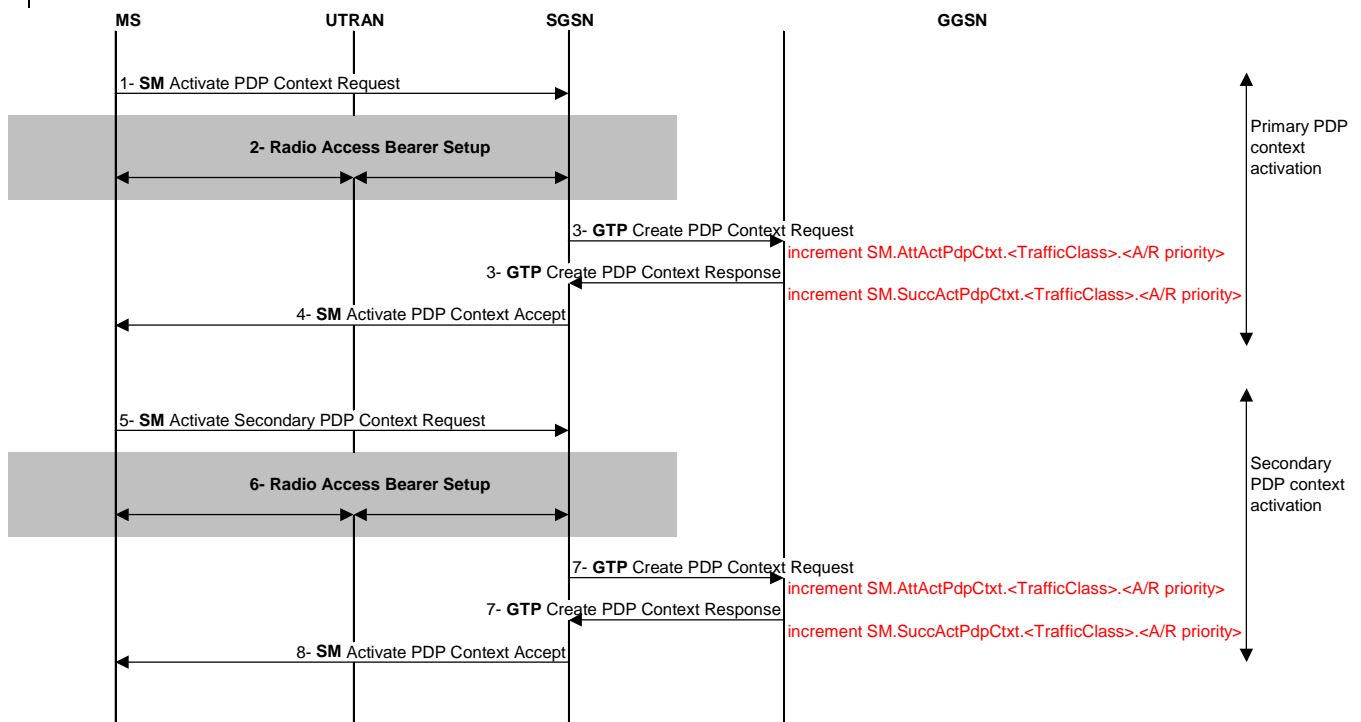 MS UTRAN SGSN GGSN
1- SM Activate PDP Context Request
Primary PDP
context
activation
2- Radio Access Bearer Setup
3- GTP Create PDP Context Request
increment SM.AttActPdpCtxt.<TrafficClass>.<A/R priority>
3- GTP Create PDP Context Response
increment SM.SuccActPdpCtxt.<TrafficClass>.<A/R priority>
4- SM Activate PDP Context Accept
5- SM Activate Secondary PDP Context Request
Secondary
PDP context
activation
6- Radio Access Bearer Setup
7- GTP Create PDP Context Request
increment SM.AttActPdpCtxt.<TrafficClass>.<A/R priority>
7- GTP Create PDP Context Response
increment SM.SuccActPdpCtxt.<TrafficClass>.<A/R priority>
8- SM Activate PDP Context Accept